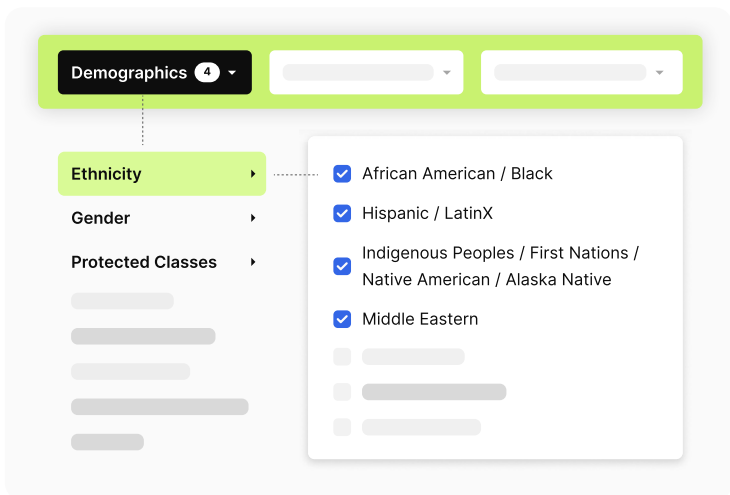 Demographics 4
Ethnicity
Gender
Protected Classes
African American / Black
Hispanic / LatinX
Indigenous Peoples / First Nations /
Native American / Alaska Native
Middle Eastern